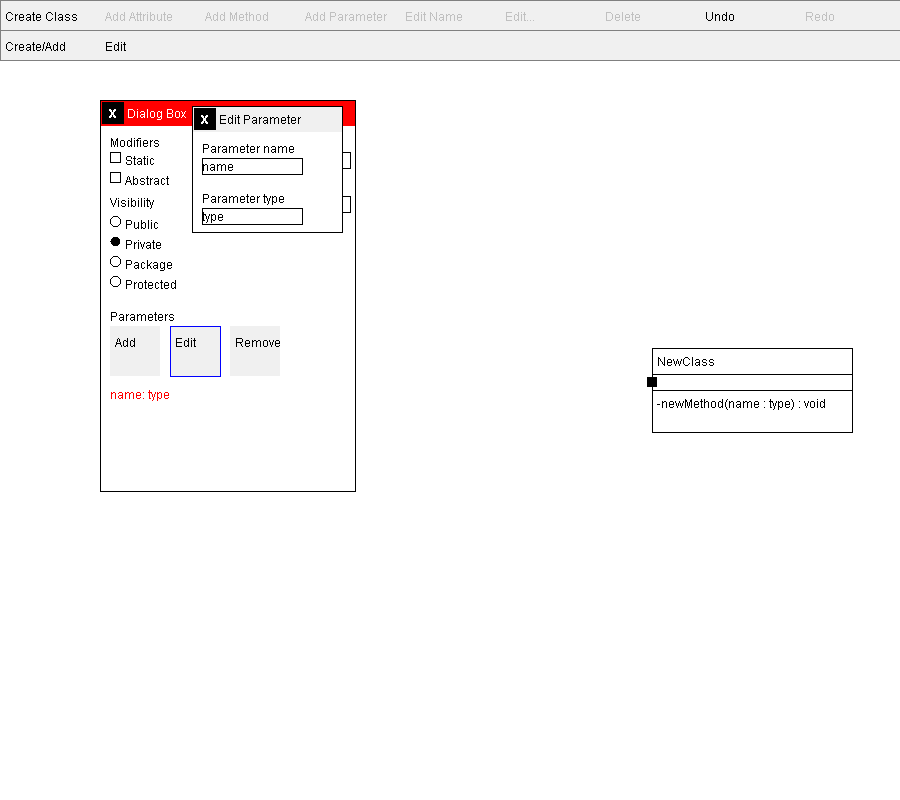 Create Class Add Attribute Add Method Add Parameter Edit Name Edit... Delete Undo Redo
Create/Add Edit
X Dialog Box
X Edit Parameter
Modifiers
Static
Abstract
Visibility
Public
Private
Package
Protected
Parameter name
name
Parameter type
type
Parameters
Add Edit Remove
name: type
NewClass
-newMethod(name : type) : void